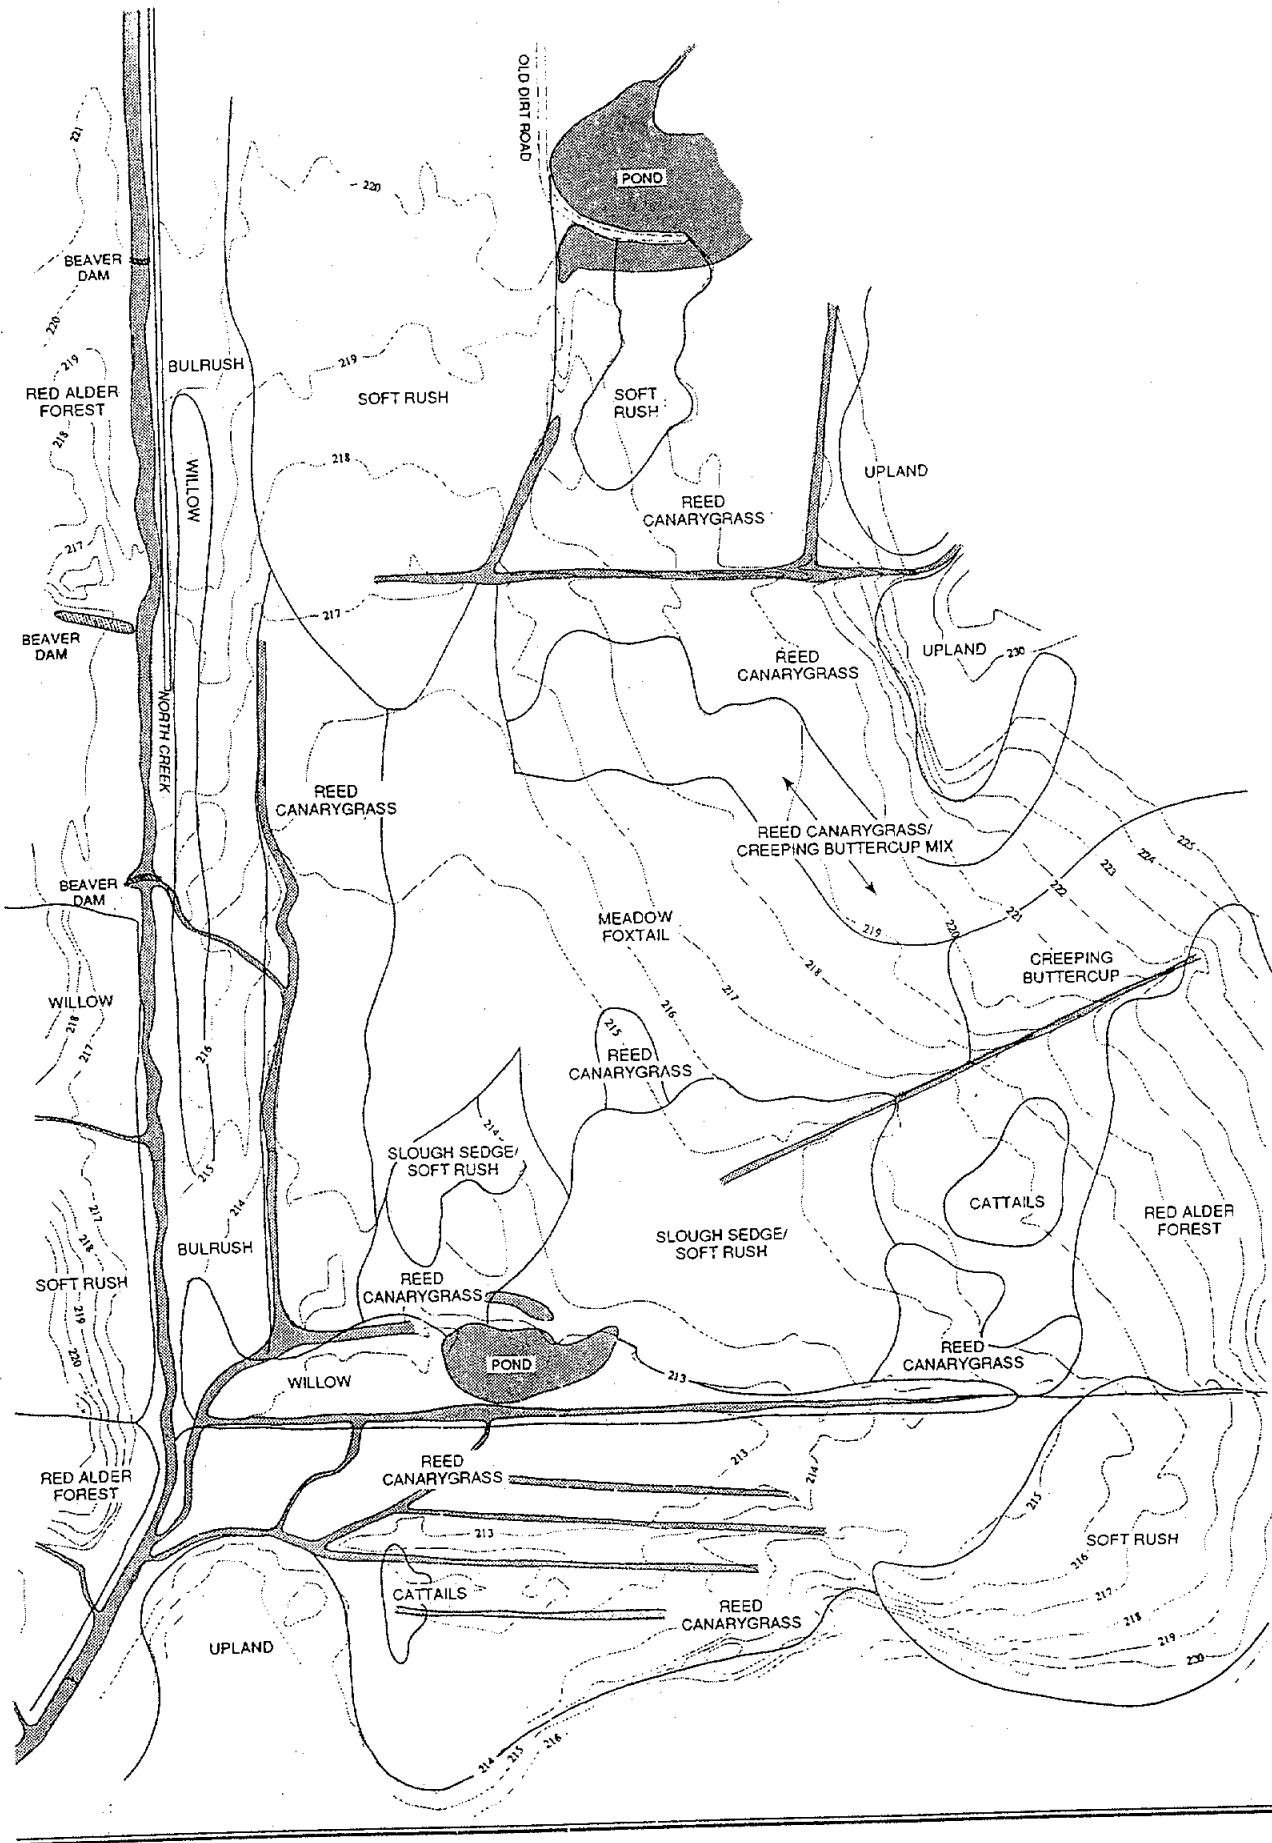 OLD DIRT ROAD
221
POND
220
BEAVER
DAM
220
219
219
BULRUSH
RED ALDER
FOREST
SOFT RUSH
SOFT
RUSH
218
218
WILLOW
UPLAND
REED
CANARYGRASS
217
217
BEAVER
DAM
UPLAND
230
REED
CANARYGRASS
NORTH CREEK
REED
CANARYGRASS
REED CANARYGRASS/
CREEPING BUTTERCUP MIX
225
224
223
222
BEAVER
DAM
221
220
219
MEADOW
FOXTAIL
218
CREEPING
BUTTERCUP
217
WILLOW
216
215
218
217
216
REED
CANARYGRASS
214
SLOUGH SEDGE/
SOFT RUSH
215
214
CATTAILS
RED ALDER
FOREST
217
218
BULRUSH
SLOUGH SEDGE/
SOFT RUSH
SOFT RUSH
219
220
REED
CANARYGRASS
REED
CANARYGRASS
POND
213
WILLOW
RED ALDER
FOREST
REED
CANARYGRASS
213
214
215
213
SOFT RUSH
216
CATTAILS
217
REED
CANARYGRASS
218
UPLAND
219
220
214
215
216